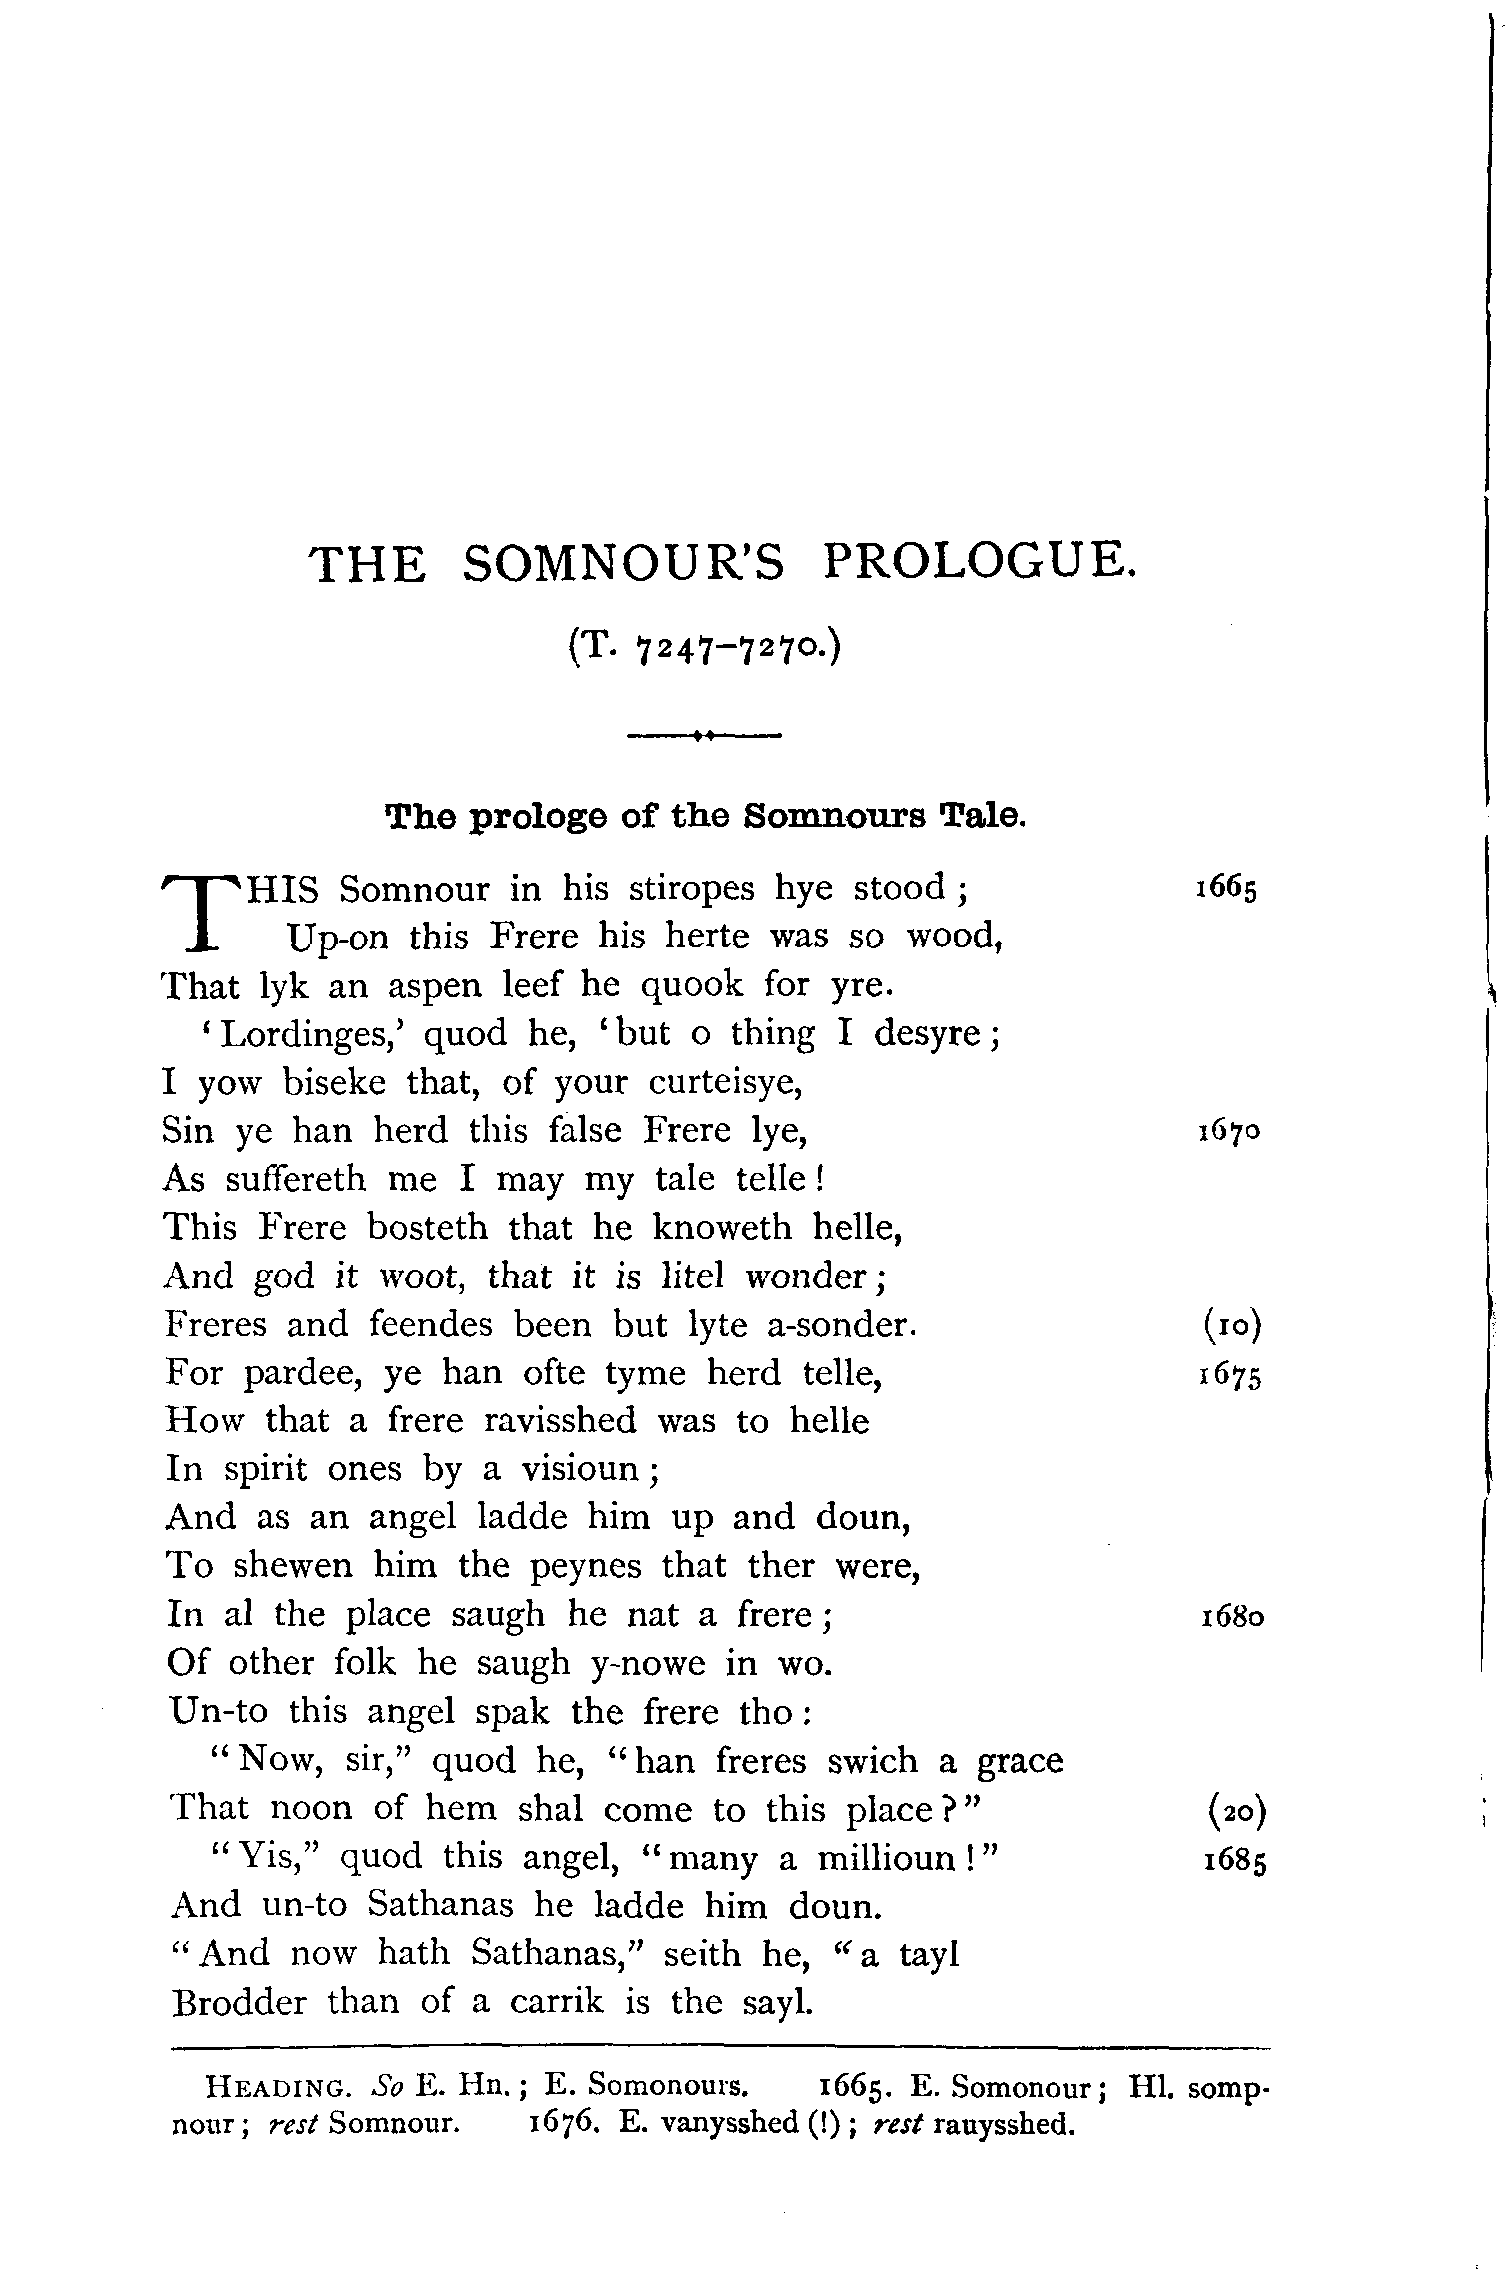 THE SOMNOUR'S PROLOGUE.
(T. 7247–7270.)
The prologe of the Somnours Tale.
THIS Somnour in his stiropes hye stood ; 1665
Up-on this Frere his herte was so wood,
That lyk an aspen leef he quook for yre.
‘ Lordinges,’ quod he, ‘ but o thing I desyre ;
I yow biseke that, of your curteisye,
Sin ye han herd this false Frere lye, 1670
As suffereth me I may my tale telle !
This Frere bosteth that he knoweth helle,
And god it woot, that it is litel wonder ;
Freres and feendes been but lyte a-sonder. (10)
For pardee, ye han ofte tyme herd telle, 1675
How that a frere ravisshed was to helle
In spirit ones by a visioun ;
And as an angel ladde him up and doun,
To shewen him the peynes that ther were,
In al the place saugh he nat a frere ; 1680
Of other folk he saugh y-nowe in wo.
Un-to this angel spak the frere tho :
“ Now, sir,” quod he, “ han freres swich a grace
That noon of hem shal come to this place ? ” (20)
“ Yis,” quod this angel, “ many a millioun ! ” 1685
And un-to Sathanas he ladde him doun.
“ And now hath Sathanas,” seith he, “ a tayl
Brodder than of a carrik is the sayl.
HEADING. So E. Hn. ; E. Somonours. 1665. E. Somonour ; Hl. somp-
nour ; rest Somnour. 1676. E. vanysshed (!) ; rest rauysshed.